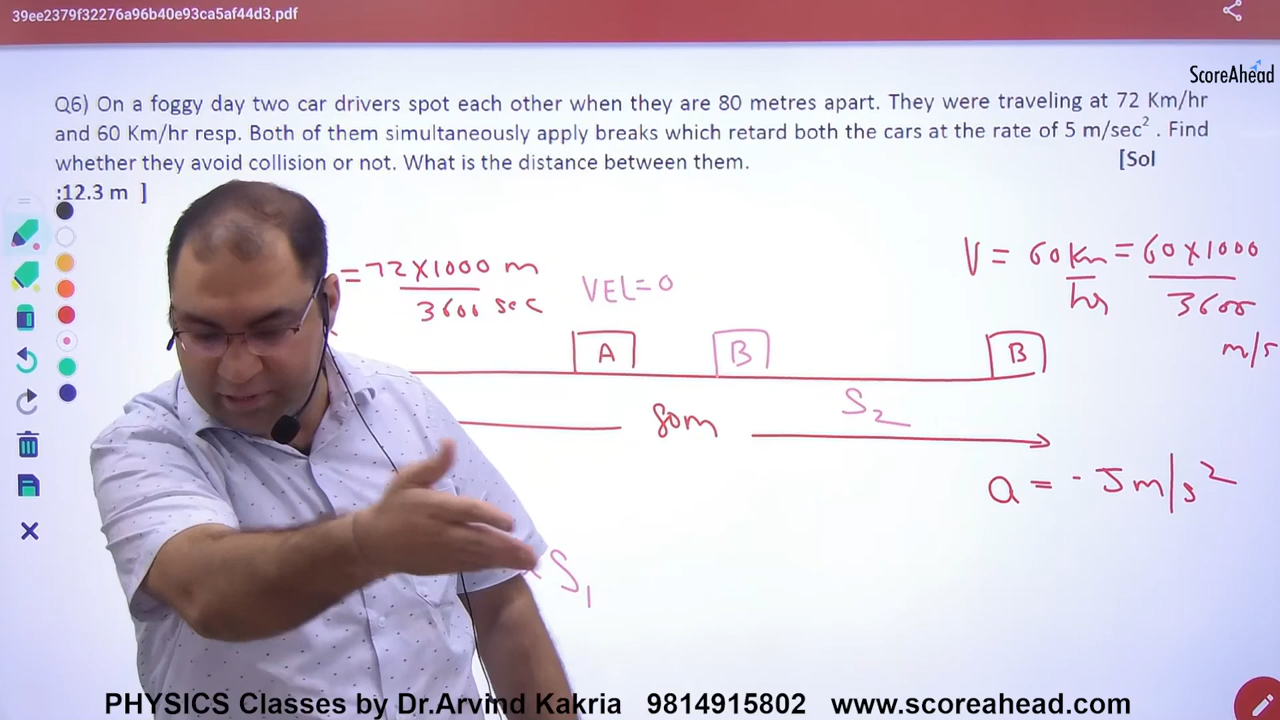 39ee2379f32276a96b40e93ca5af44d3.pdf
ScoreAhead
Q6) On a foggy day two car drivers spot each other when they are 80 metres apart. They were traveling at 72 Km/hr
and 60 Km/hr resp. Both of them simultaneously apply breaks which retard both the cars at the rate of 5 m/sec² . Find
whether they avoid collision or not. What is the distance between them. [Sol
:12.3 m ]
= 72 X 1000 m
3600 sec
VEL = 0
V = 60 Km = 60 x 1000
hr 3600
m/s
A B B
80m
S2
a = - 5 m/s²
S1
PHYSICS Classes by Dr.Arvind Kakria 9814915802 www.scoreahead.com